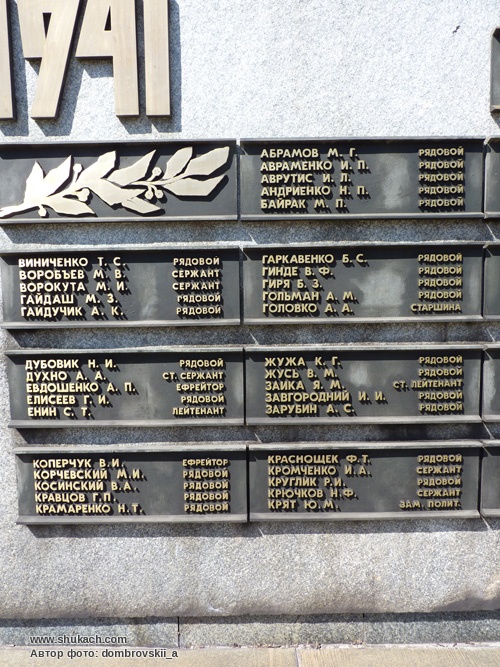 1941
АБРАМОВ М. Г. РЯДОВОЙ
АВРАМЕНКО И. П. РЯДОВОЙ
АВРУТИС И. Л. РЯДОВОЙ
АНДРИЕНКО Н. П. РЯДОВОЙ
БАЙРАК М. П. РЯДОВОЙ
ВИНИЧЕНКО Т. С. РЯДОВОЙ
ВОРОБЪЕВ М. В. СЕРЖАНТ
ВОРОКУТА М. И. СЕРЖАНТ
ГАЙДАШ М. З. РЯДОВОЙ
ГАЙДУЧИК А. К. РЯДОВОЙ
ГАРКАВЕНКО Б. С. РЯДОВОЙ
ГИНДЕ В. Ф. РЯДОВОЙ
ГИРЯ Б. З. РЯДОВОЙ
ГОЛЬМАН А. М. РЯДОВОЙ
ГОЛОВКО А. А. СТАРШИНА
ДУБОВИК Н. И. РЯДОВОЙ
ДУХНО А. А. СТ. СЕРЖАНТ
ЕВДОШЕНКО А. П. ЕФРЕЙТОР
ЕЛИСЕЕВ Г. И. РЯДОВОЙ
ЕНИН С. Т. ЛЕЙТЕНАНТ
ЖУЖА К. Г. РЯДОВОЙ
ЖУСЬ В. М. РЯДОВОЙ
ЗАИКА Я. М. СТ. ЛЕЙТЕНАНТ
ЗАВГОРОДНИЙ И. И. РЯДОВОЙ
ЗАРУБИН А. С. РЯДОВОЙ
КОПЕРЧУК В. И. ЕФРЕЙТОР
КОРЧЕВСКИЙ М. И. РЯДОВОЙ
КОСИНСКИЙ В. А. РЯДОВОЙ
КРАВЦОВ Г. П. РЯДОВОЙ
КРАМАРЕНКО Н. Т. РЯДОВОЙ
КРАСНОЩЕК Ф. Т. РЯДОВОЙ
КРОМЧЕНКО И. А. СЕРЖАНТ
КРУГЛИК Р. И. РЯДОВОЙ
КРЮЧКОВ Н. Ф. СЕРЖАНТ
КРЯТ Ю. М. ЗАМ. ПОЛИТ.
www.shukach.com
Автор фото: dombrovskii_a